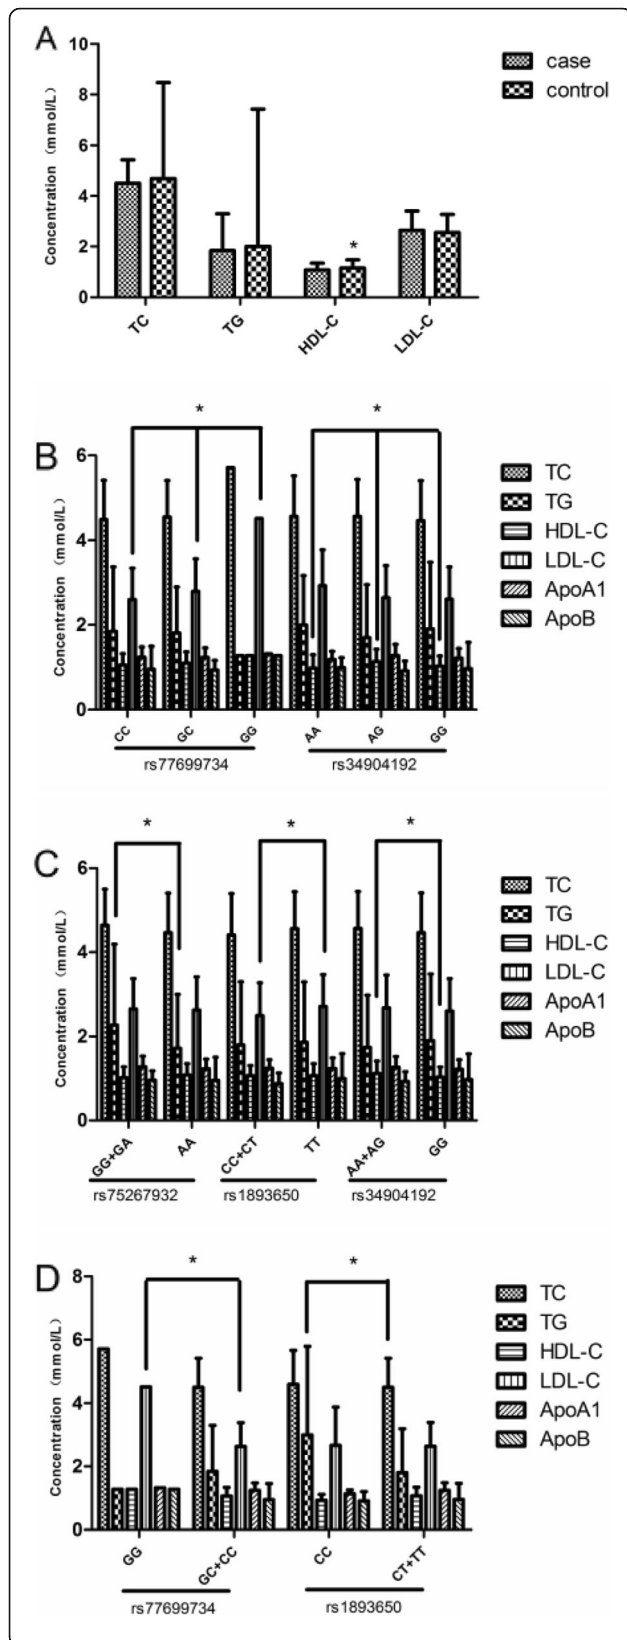 A
10
8
6
4
2
0
Concentration (mmol/L)
case
control
*
TC
TG
HDL-C
LDL-C
B
6
4
2
0
Concentration (mmol/L)
*
*
TC
TG
HDL-C
LDL-C
ApoA1
ApoB
CC
GC
GG
AA
AG
GG
rs77699734
rs34904192
C
6
4
2
0
Concentration (mmol/L)
*
*
*
TC
TG
HDL-C
LDL-C
ApoA1
ApoB
GG+GA
AA
CC+CT
TT
AA+AG
GG
rs75267932
rs1893650
rs34904192
D
8
6
4
2
0
Concentration (mmol/L)
*
*
TC
TG
HDL-C
LDL-C
ApoA1
ApoB
GG
GC+CC
CC
CT+TT
rs77699734
rs1893650